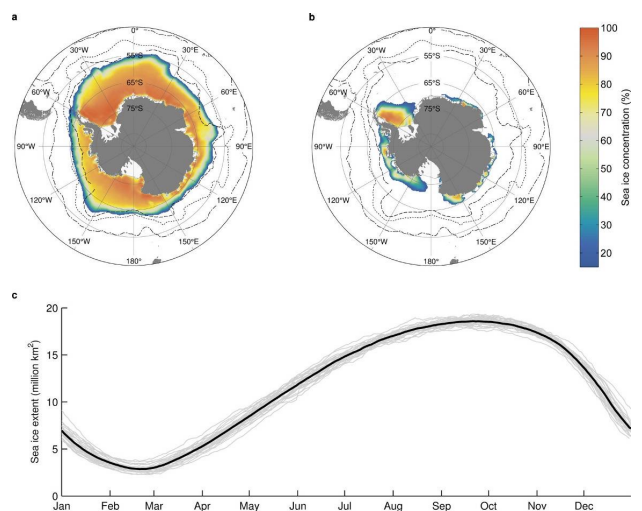 a
b
0°
30°W
30°E
60°W
60°E
90°W
90°E
120°W
120°E
150°W
150°E
180°
55°S
65°S
75°S
0°
30°W
30°E
60°W
60°E
90°W
90°E
120°W
120°E
150°W
150°E
180°
55°S
65°S
75°S
100
90
80
70
60
50
40
30
20
Sea ice concentration (%)
c
Sea ice extent (million km²)
20
15
10
5
0
Jan Feb Mar Apr May Jun Jul Aug Sep Oct Nov Dec